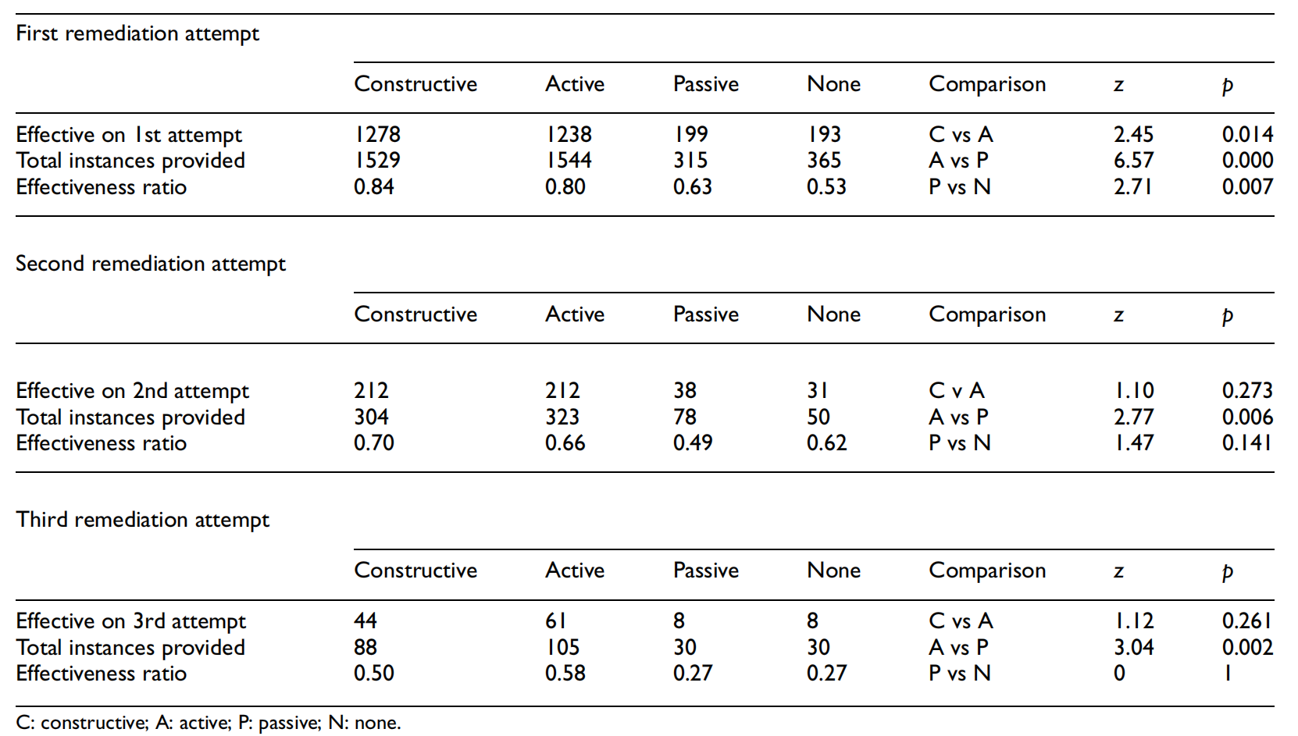 First remediation attempt
Constructive Active Passive None Comparison z p
Effective on 1st attempt 1278 1238 199 193 C vs A 2.45 0.014
Total instances provided 1529 1544 315 365 A vs P 6.57 0.000
Effectiveness ratio 0.84 0.80 0.63 0.53 P vs N 2.71 0.007
Second remediation attempt
Constructive Active Passive None Comparison z p
Effective on 2nd attempt 212 212 38 31 C v A 1.10 0.273
Total instances provided 304 323 78 50 A vs P 2.77 0.006
Effectiveness ratio 0.70 0.66 0.49 0.62 P vs N 1.47 0.141
Third remediation attempt
Constructive Active Passive None Comparison z p
Effective on 3rd attempt 44 61 8 8 C vs A 1.12 0.261
Total instances provided 88 105 30 30 A vs P 3.04 0.002
Effectiveness ratio 0.50 0.58 0.27 0.27 P vs N 0 1
C: constructive; A: active; P: passive; N: none.